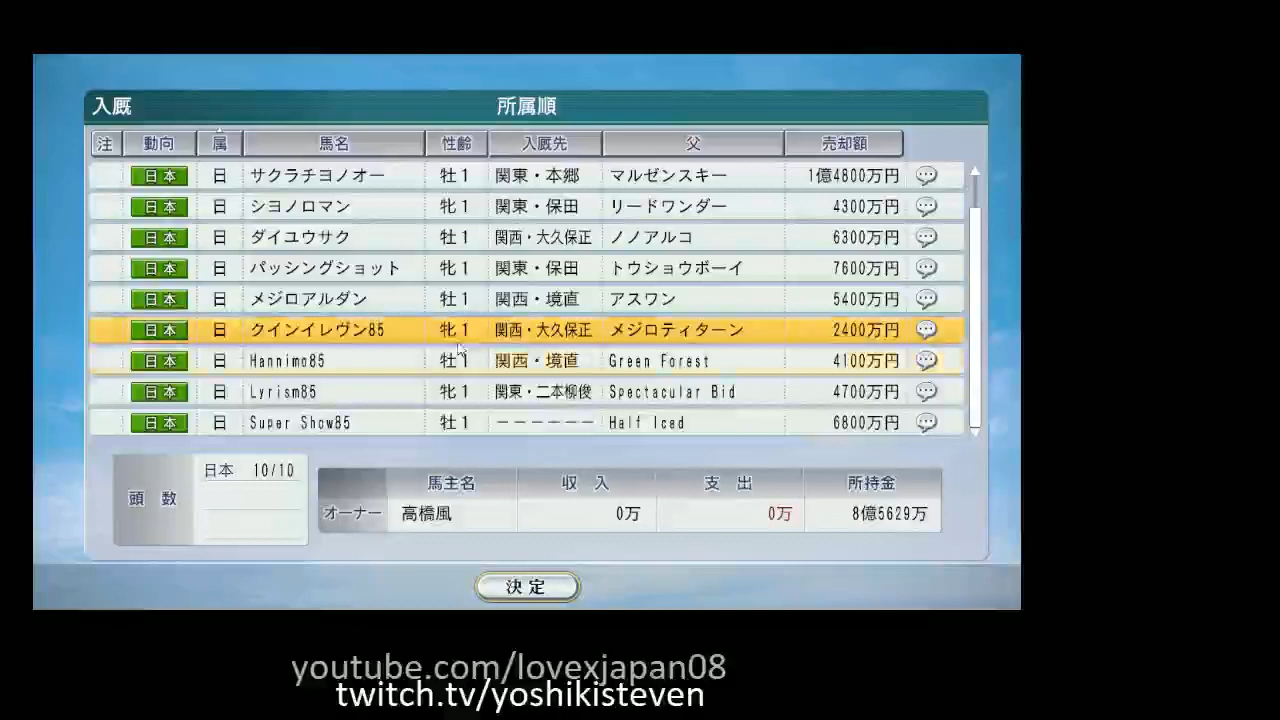 入厩 所属順
注 動向 属 馬名 性齢 入厩先 父 売却額
日本 日 サクラチヨノオー 牡1 関東・本郷 マルゼンスキー 1億4800万円
日本 日 シヨノロマン 牝1 関東・保田 リードワンダー 4300万円
日本 日 ダイユウサク 牡1 関西・大久保正 ノノアルコ 6300万円
日本 日 パッシングショット 牝1 関東・保田 トウショウボーイ 7600万円
日本 日 メジロアルダン 牡1 関西・境直 アスワン 5400万円
日本 日 クインイレヴン85 牝1 関西・大久保正 メジロティターン 2400万円
日本 日 Hannimo85 牡1 関西・境直 Green Forest 4100万円
日本 日 Lyrism85 牝1 関東・二本柳俊 Spectacular Bid 4700万円
日本 日 Super Show85 牡1 ------ Half Iced 6800万円
頭数 日本 10/10
馬主名 収入 支出 所持金
オーナー 高橋風 0万 0万 8億5629万
決定
youtube.com/lovexjapan08
twitch.tv/yoshikisteven